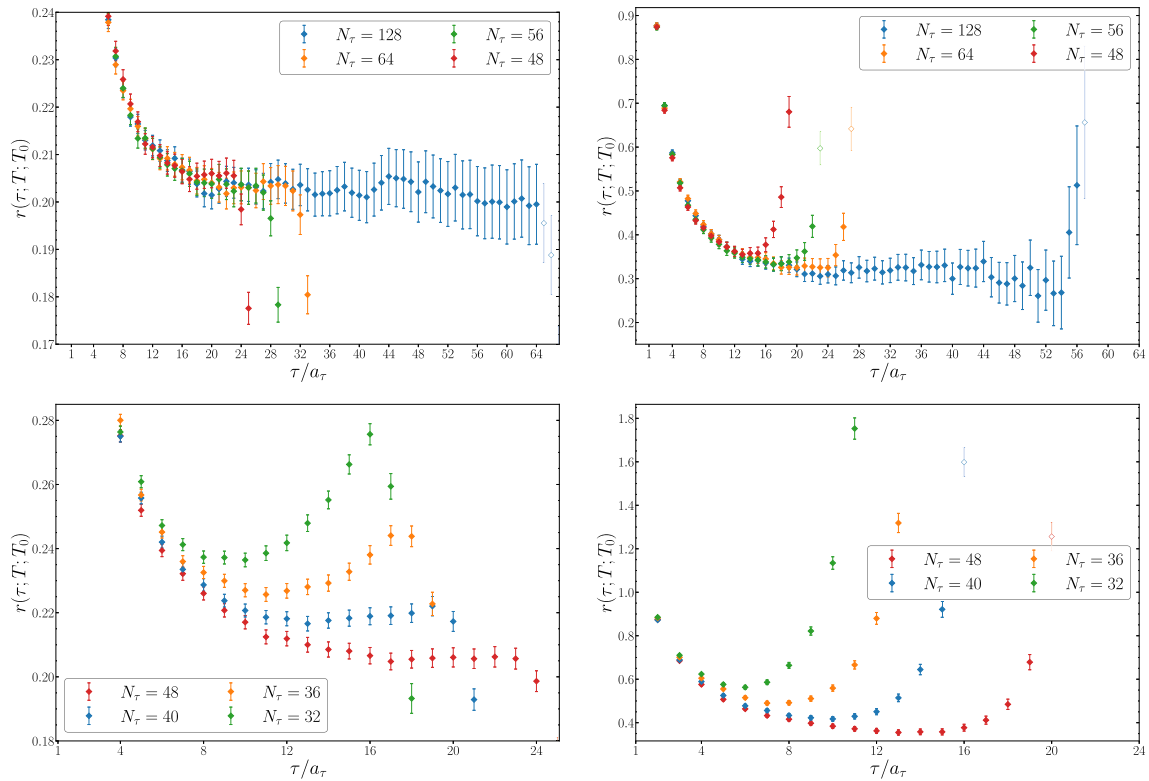 0.24
0.23
0.22
0.21
0.20
0.19
0.18
0.17
r(τ; T; T₀)
N_τ = 128
N_τ = 64
N_τ = 56
N_τ = 48
1 4 8 12 16 20 24 28 32 36 40 44 48 52 56 60 64
τ/a_τ
0.9
0.8
0.7
0.6
0.5
0.4
0.3
0.2
r(τ; T; T₀)
N_τ = 128
N_τ = 64
N_τ = 56
N_τ = 48
1 4 8 12 16 20 24 28 32 36 40 44 48 52 56 60 64
τ/a_τ
0.28
0.26
0.24
0.22
0.20
0.18
r(τ; T; T₀)
N_τ = 48
N_τ = 40
N_τ = 36
N_τ = 32
1 4 8 12 16 20 24
τ/a_τ
1.8
1.6
1.4
1.2
1.0
0.8
0.6
0.4
r(τ; T; T₀)
N_τ = 48
N_τ = 40
N_τ = 36
N_τ = 32
1 4 8 12 16 20 24
τ/a_τ